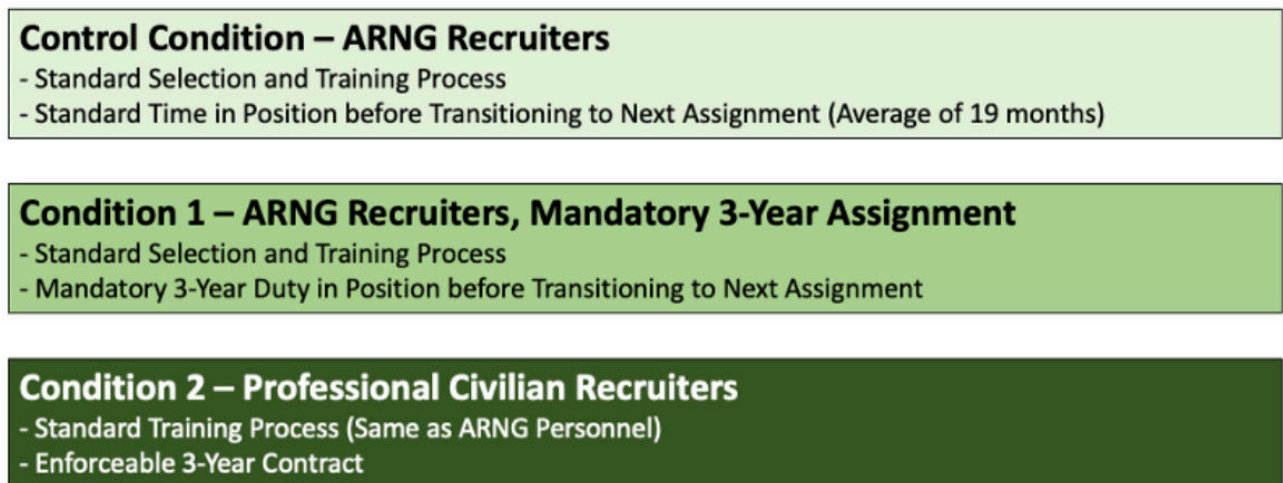 Control Condition – ARNG Recruiters
- Standard Selection and Training Process
- Standard Time in Position before Transitioning to Next Assignment (Average of 19 months)
Condition 1 – ARNG Recruiters, Mandatory 3-Year Assignment
- Standard Selection and Training Process
- Mandatory 3-Year Duty in Position before Transitioning to Next Assignment
Condition 2 – Professional Civilian Recruiters
- Standard Training Process (Same as ARNG Personnel)
- Enforceable 3-Year Contract